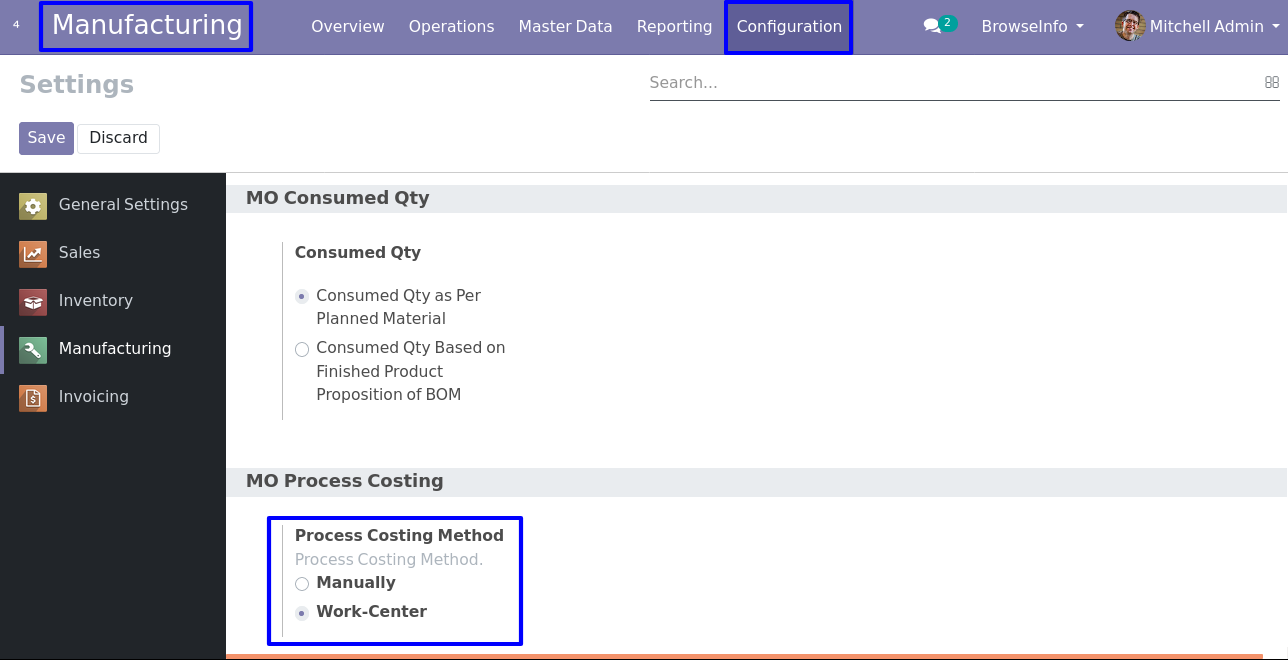 4 Manufacturing Overview Operations Master Data Reporting Configuration 2 BrowseInfo Mitchell Admin
Settings
Search...
Save Discard
General Settings
Sales
Inventory
Manufacturing
Invoicing
MO Consumed Qty
Consumed Qty
Consumed Qty as Per
Planned Material
Consumed Qty Based on
Finished Product
Proposition of BOM
MO Process Costing
Process Costing Method
Process Costing Method.
Manually
Work-Center